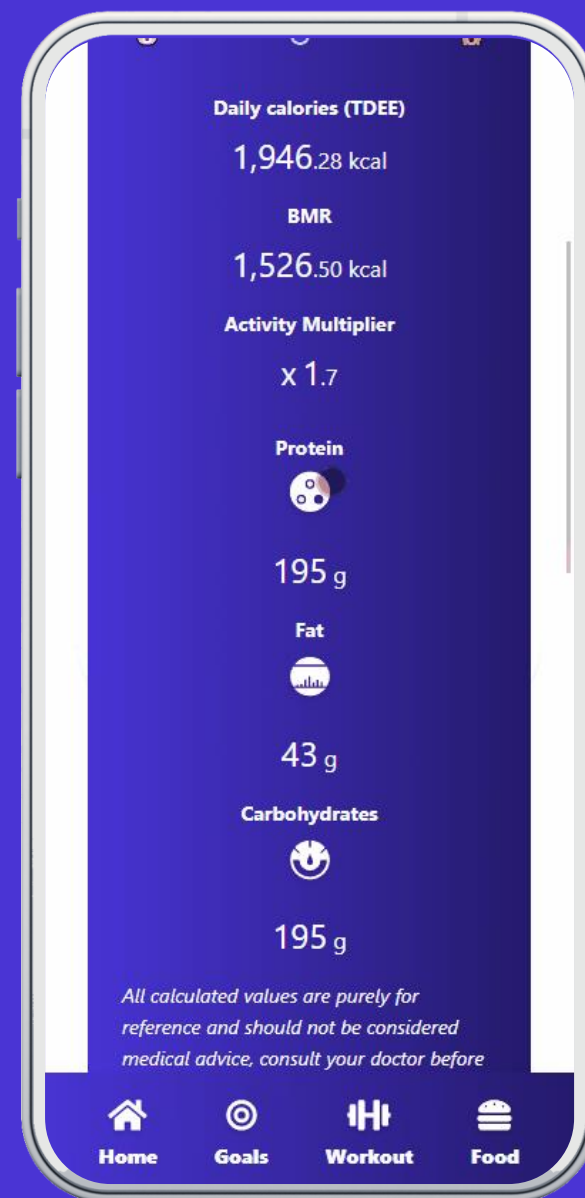 Daily calories (TDEE)
1,946.28 kcal
BMR
1,526.50 kcal
Activity Multiplier
x 1.7
Protein
195 g
Fat
43 g
Carbohydrates
195 g
All calculated values are purely for
reference and should not be considered
medical advice, consult your doctor before
Home Goals Workout Food